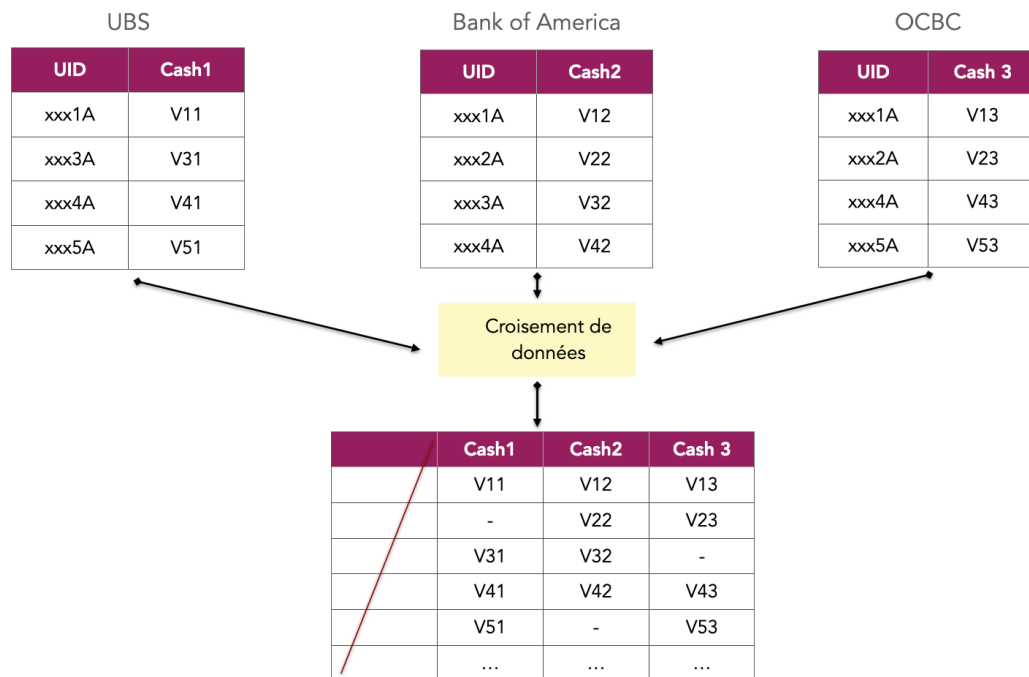 UBS
Bank of America
OCBC
UID Cash1
xxx1A V11
xxx3A V31
xxx4A V41
xxx5A V51
UID Cash2
xxx1A V12
xxx2A V22
xxx3A V32
xxx4A V42
UID Cash 3
xxx1A V13
xxx2A V23
xxx4A V43
xxx5A V53
Croisement de
données
Cash1 Cash2 Cash 3
V11 V12 V13
- V22 V23
V31 V32 -
V41 V42 V43
V51 - V53
… … …